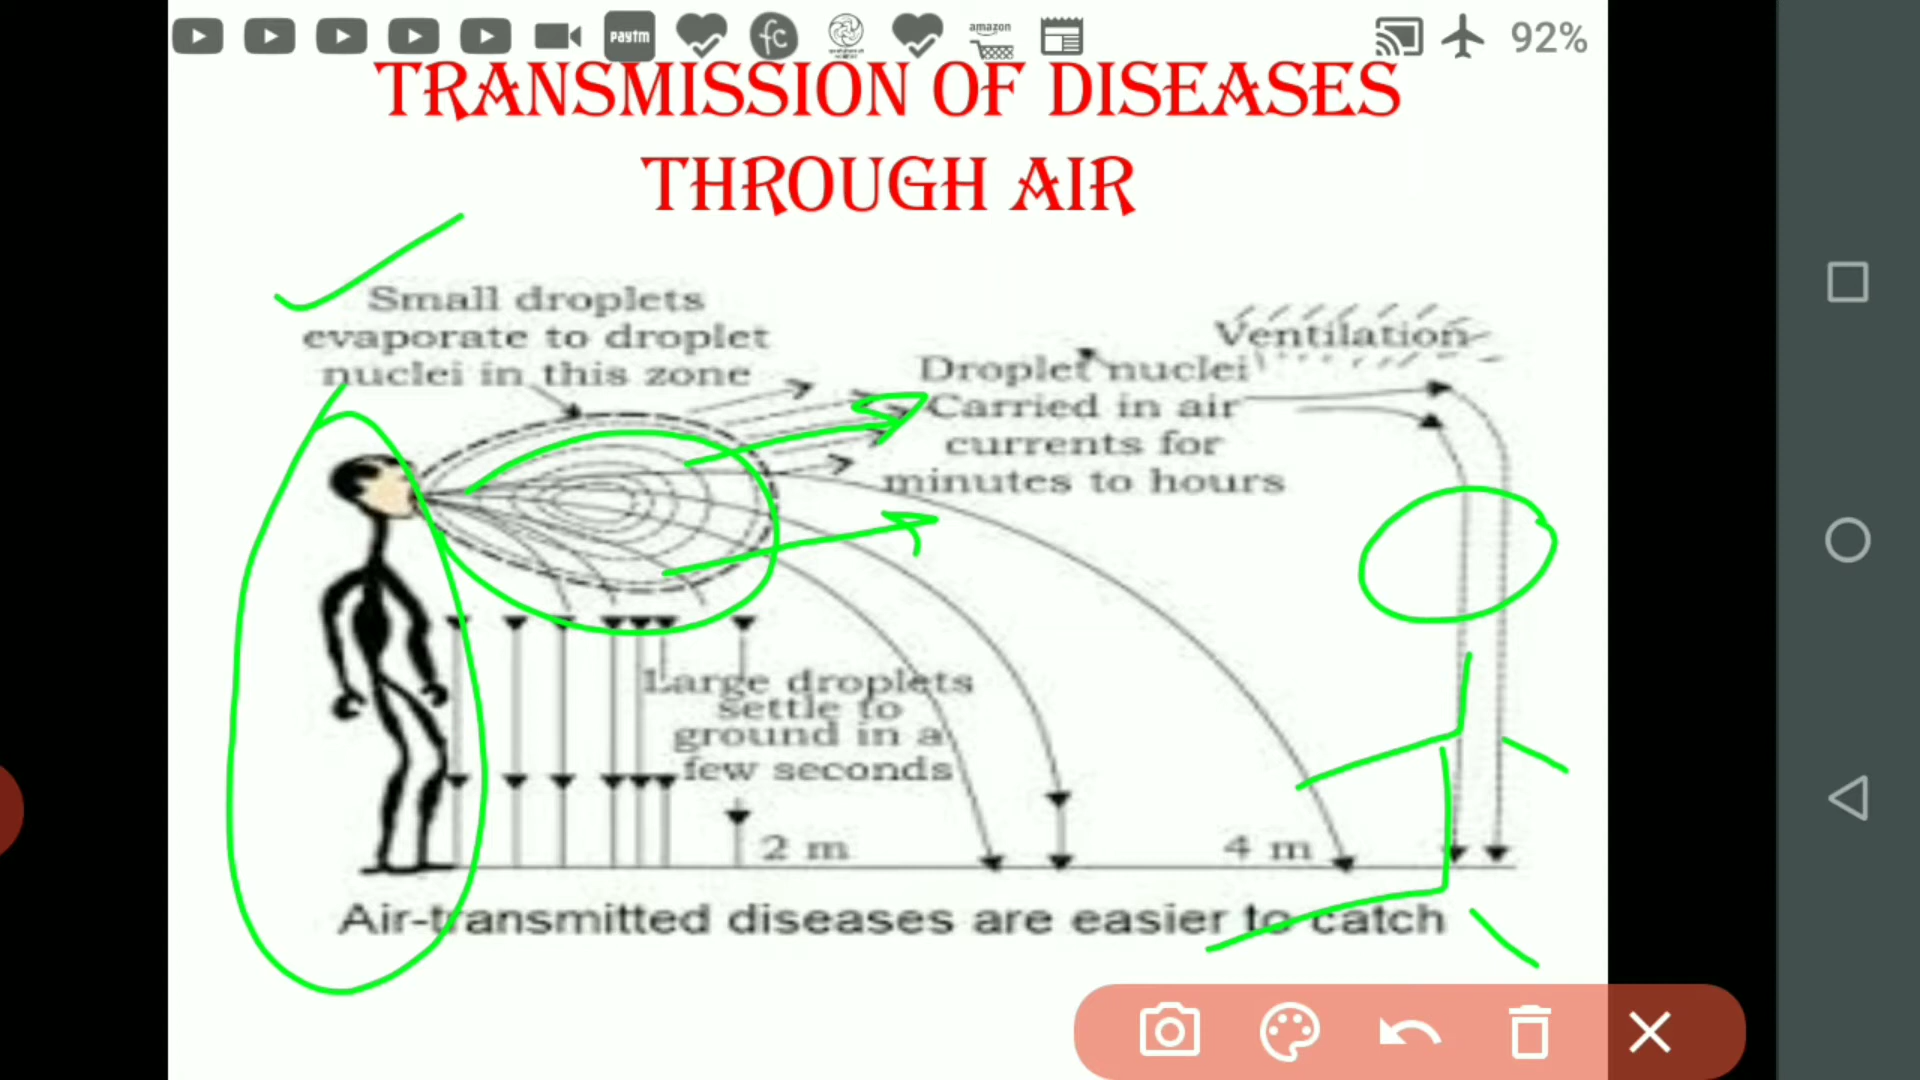 Paytm
fc
amazon
92%
TRANSMISSION OF DISEASES
THROUGH AIR
Small droplets
evaporate to droplet
nuclei in this zone
Ventilation
Droplet nuclei
Carried in air
currents for
minutes to hours
Large droplets
settle to
ground in a
few seconds
2 m
4 m
Air-transmitted diseases are easier to catch